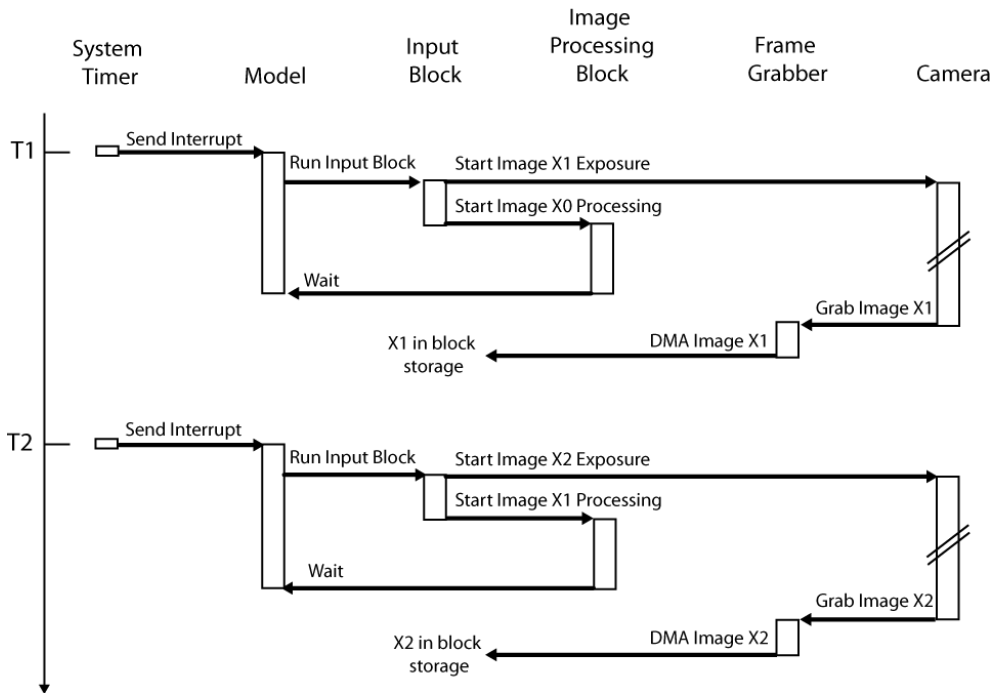 System
Timer
Model
Input
Block
Image
Processing
Block
Frame
Grabber
Camera
T1
Send Interrupt
Run Input Block
Start Image X1 Exposure
Start Image X0 Processing
Wait
Grab Image X1
DMA Image X1
X1 in block
storage
T2
Send Interrupt
Run Input Block
Start Image X2 Exposure
Start Image X1 Processing
Wait
Grab Image X2
DMA Image X2
X2 in block
storage